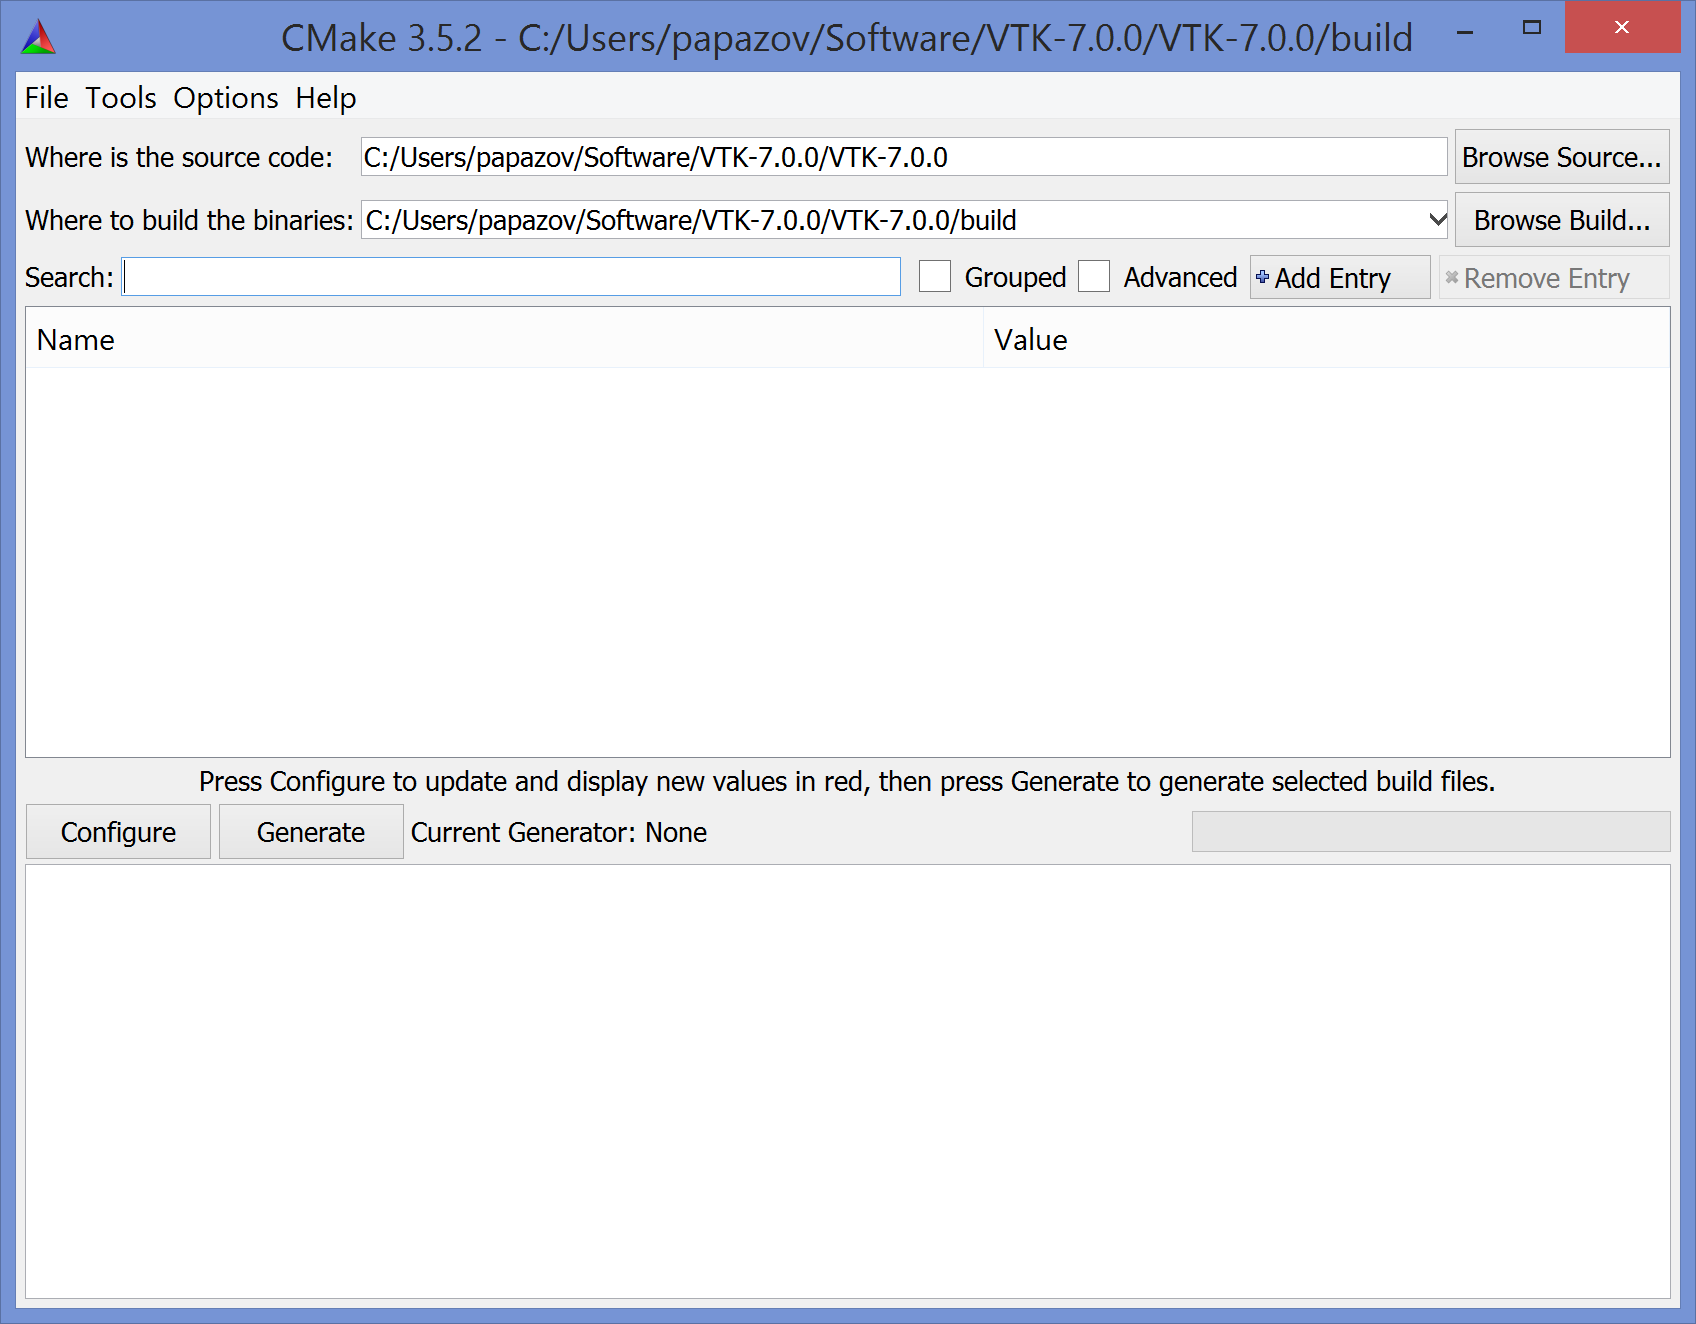 CMake 3.5.2 - C:/Users/papazov/Software/VTK-7.0.0/VTK-7.0.0/build
File Tools Options Help
Where is the source code: C:/Users/papazov/Software/VTK-7.0.0/VTK-7.0.0 Browse Source...
Where to build the binaries: C:/Users/papazov/Software/VTK-7.0.0/VTK-7.0.0/build Browse Build...
Search: Grouped Advanced Add Entry Remove Entry
Name Value
Press Configure to update and display new values in red, then press Generate to generate selected build files.
Configure Generate Current Generator: None